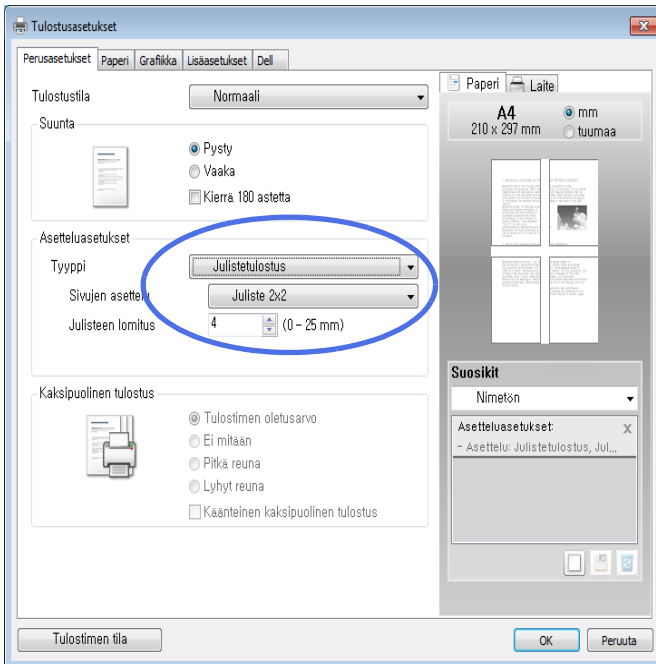 Tulostusasetukset
Perusasetukset Paperi Grafiikka Lisäasetukset Dell
Tulostustila Normaali
Suunta
Pysty
Vaaka
Kierrä 180 astetta
Asetteluasetukset
Tyyppi Julistetulostus
Sivujen asettelu Juliste 2x2
Julisteen lomitus 4 (0 – 25 mm)
Kaksipuolinen tulostus
Tulostimen oletusarvo
Ei mitään
Pitkä reuna
Lyhyt reuna
Käänteinen kaksipuolinen tulostus
Paperi Laite
A4
210 x 297 mm
mm
tuumaa
Suosikit
Nimetön
Asetteluasetukset: x
- Asettelu: Julistetulostus, Jul...
Tulostimen tila OK Peruuta